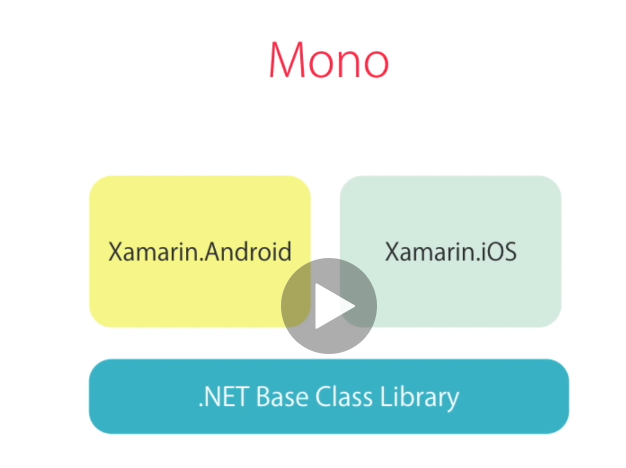 Mono
Xamarin.Android
Xamarin.iOS
.NET Base Class Library